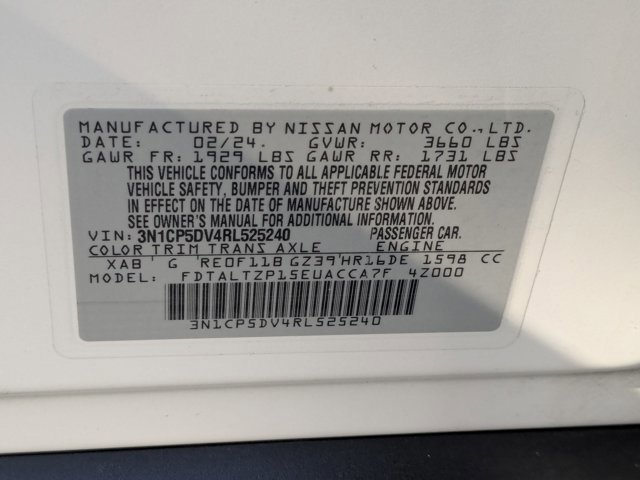 MANUFACTURED BY NISSAN MOTOR CO., LTD.
DATE: 02/24. GVWR: 3660 LBS
GAWR FR: 1929 LBS GAWR RR: 1731 LBS
THIS VEHICLE CONFORMS TO ALL APPLICABLE FEDERAL MOTOR
VEHICLE SAFETY, BUMPER AND THEFT PREVENTION STANDARDS
IN EFFECT ON THE DATE OF MANUFACTURE SHOWN ABOVE.
SEE OWNER'S MANUAL FOR ADDITIONAL INFORMATION.
VIN: 3N1CP5DV4RL525240 PASSENGER CAR.
COLOR TRIM TRANS AXLE ENGINE
XAB' G 'RE0F11B GZ39'HR16DE 1598 CC
MODEL: FDTALTZP15EUACCA7F 4Z000
3N1CP5DV4RL525240